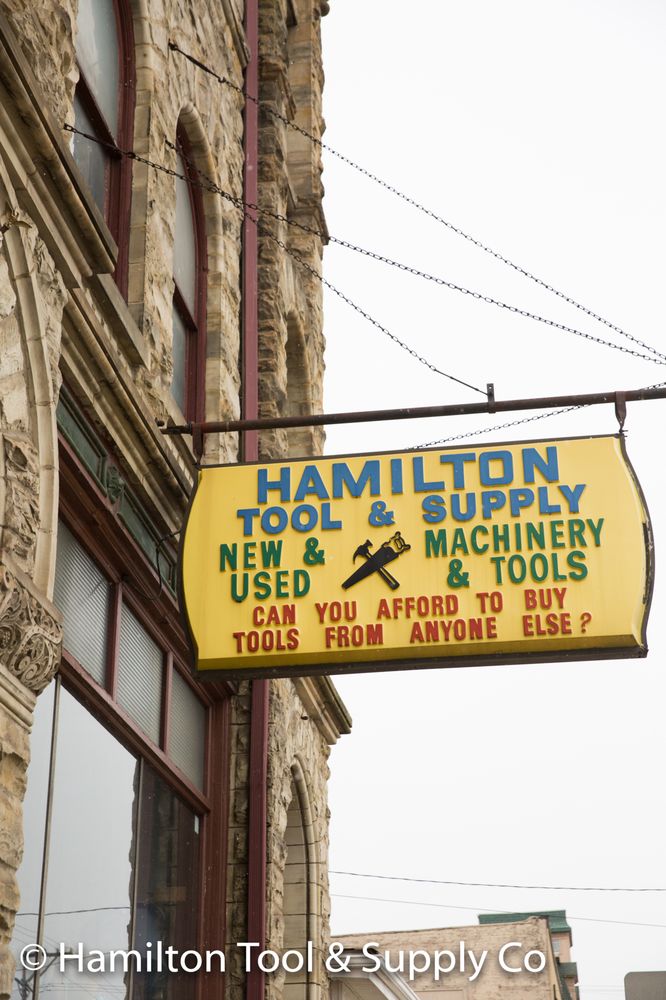 HAMILTON
TOOL & SUPPLY
NEW & USED
MACHINERY & TOOLS
CAN YOU AFFORD TO BUY
TOOLS FROM ANYONE ELSE?
© Hamilton Tool & Supply Co